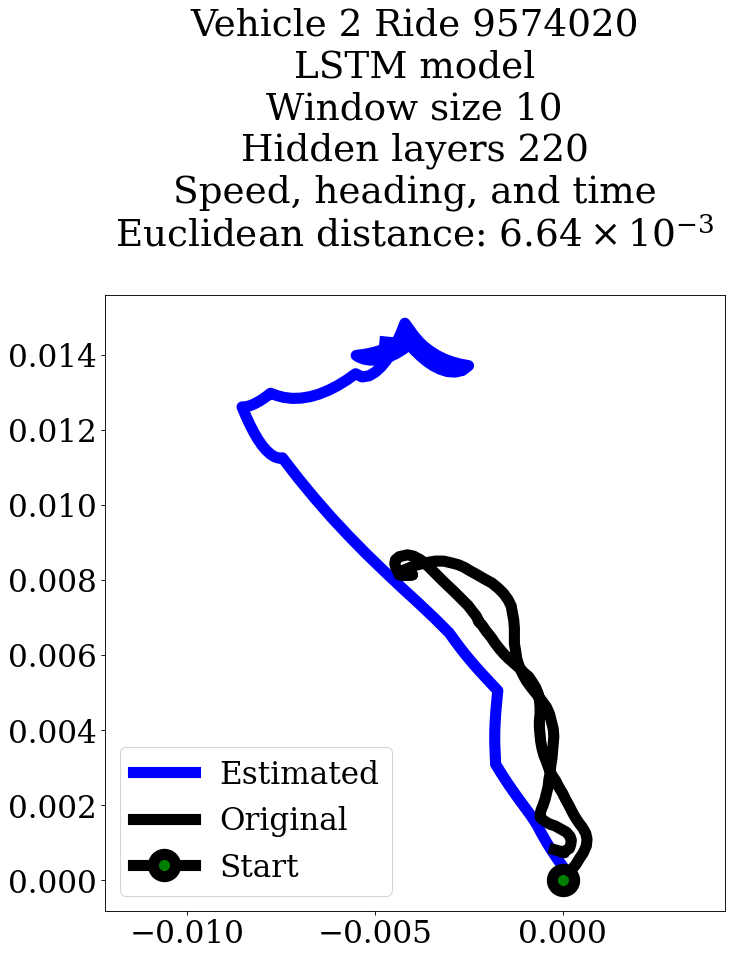 Vehicle 2 Ride 9574020
LSTM model
Window size 10
Hidden layers 220
Speed, heading, and time
Euclidean distance: 6.64 × 10⁻³
0.014
0.012
0.010
0.008
0.006
0.004
0.002
0.000
Estimated
Original
Start
−0.010 −0.005 0.000